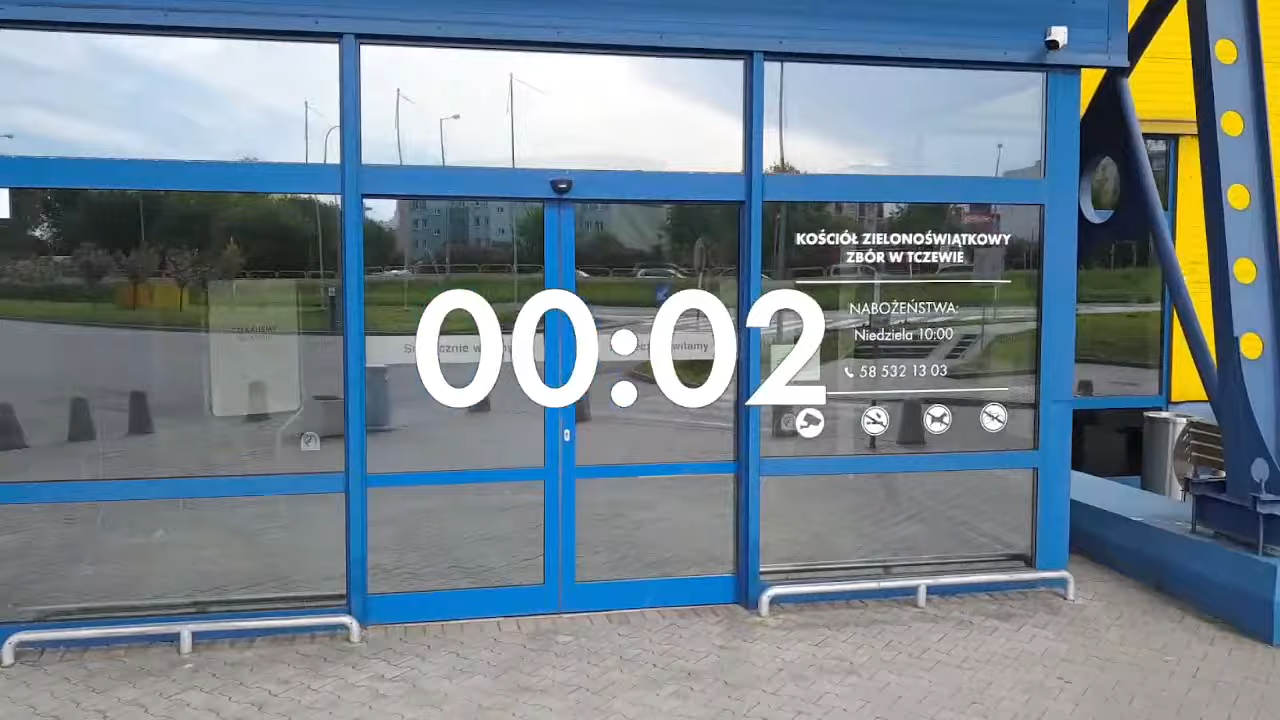 KOŚCIÓŁ ZIELONOŚWIĄTKOWY
ZBÓR W TCZEWIE
NABOŻEŃSTWA:
Niedziela 10:00
58 532 13 03
00:02
witamy